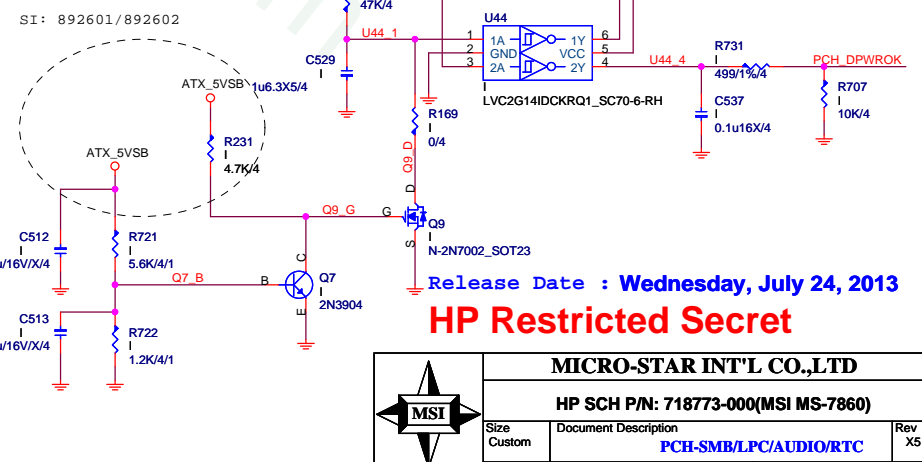 SI: 892601/892602
47K/4
U44_1
C529
1u6.3X5/4
U44
1
2
3
1A
GND
2A
1Y
VCC
2Y
6
5
4
LVC2G14IDCKRQ1_SC70-6-RH
U44_4
R731
499/1%/4
PCH_DPWROK
C537
0.1u16X/4
R707
10K/4
ATX_5VSB
R231
4.7K/4
ATX_5VSB
R169
0/4
Q9_D
D
Q9_G
G
S
Q9
N-2N7002_SOT23
C512
u/16V/X/4
R721
5.6K/4/1
Q7_B
B
C
E
Q7
2N3904
C513
u/16V/X/4
R722
1.2K/4/1
Release Date : Wednesday, July 24, 2013
HP Restricted Secret
MSI
MICRO-STAR INT'L CO.,LTD
HP SCH P/N: 718773-000(MSI MS-7860)
Size
Custom
Document Description
PCH-SMB/LPC/AUDIO/RTC
Rev
X5